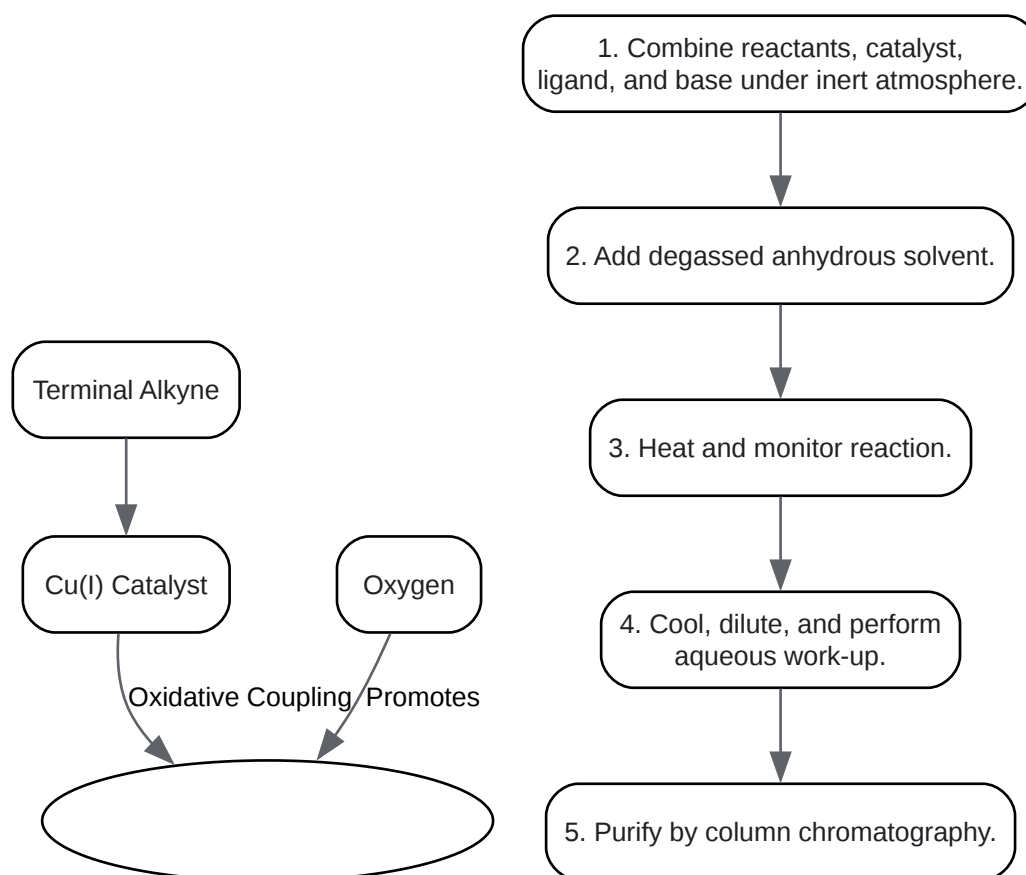 1. Combine reactants, catalyst,
ligand, and base under inert atmosphere.
2. Add degassed anhydrous solvent.
Terminal Alkyne
3. Heat and monitor reaction.
Cu(I) Catalyst
Oxygen
4. Cool, dilute, and perform
aqueous work-up.
Oxidative Coupling
Promotes
5. Purify by column chromatography.